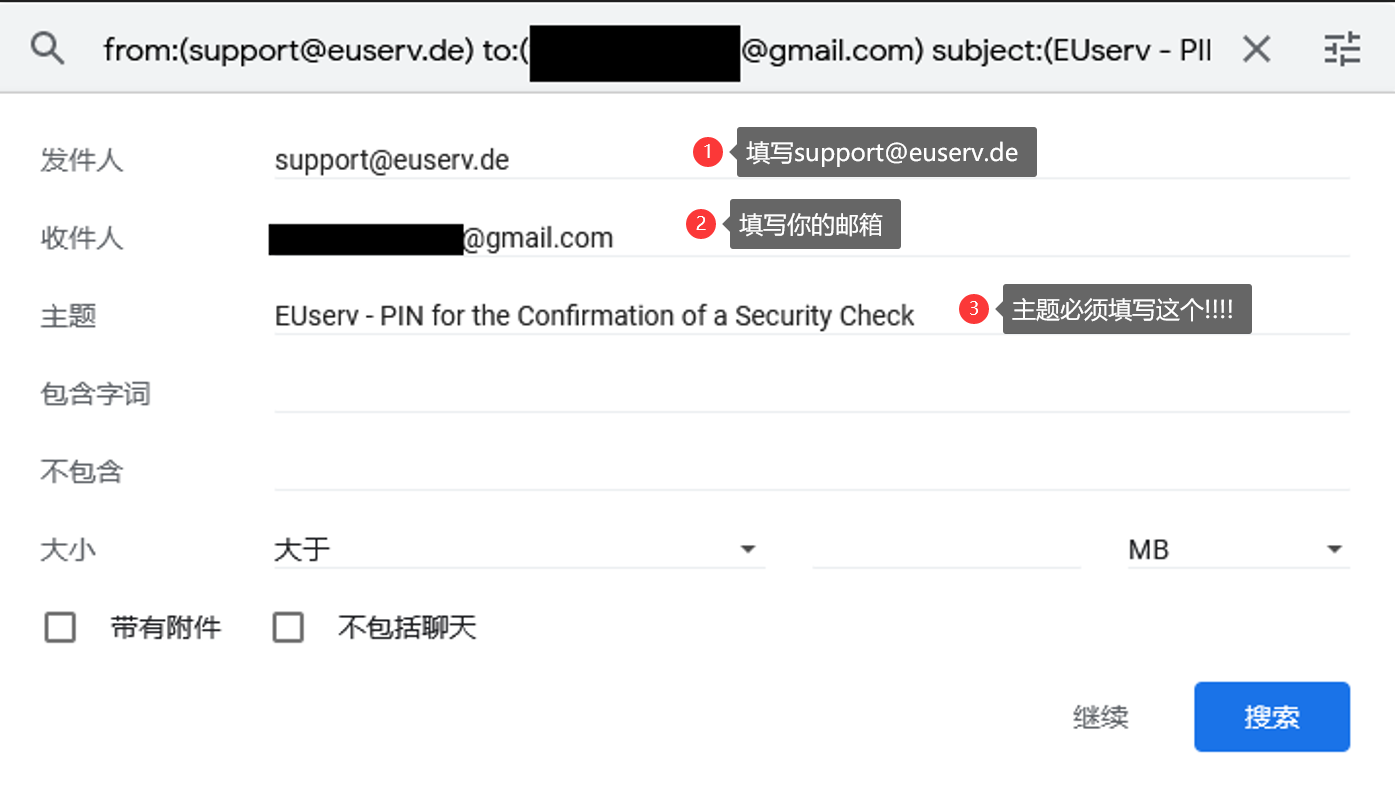 from:(support@euserv.de) to:( @gmail.com) subject:(EUserv - PII
发件人 support@euserv.de 1 填写support@euserv.de
收件人 @gmail.com 2 填写你的邮箱
主题 EUserv - PIN for the Confirmation of a Security Check 3 主题必须填写这个!!!!
包含字词
不包含
大小 大于 MB
带有附件 不包括聊天
继续 搜索